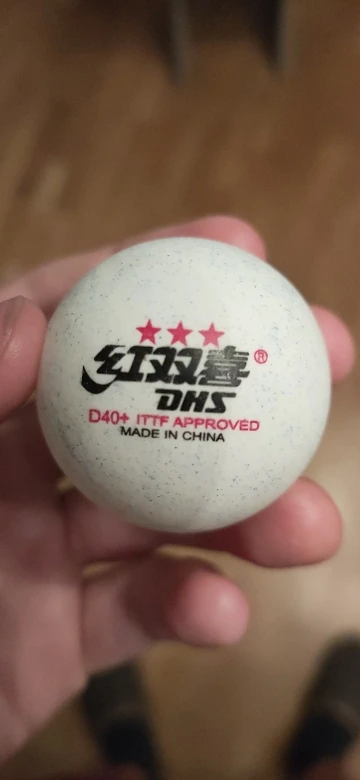 ★★★
红双喜®
DHS
D40+ ITTF APPROVED
MADE IN CHINA